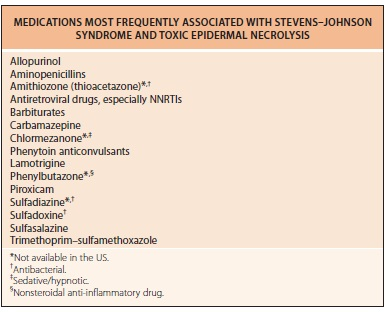 MEDICATIONS MOST FREQUENTLY ASSOCIATED WITH STEVENS–JOHNSON
SYNDROME AND TOXIC EPIDERMAL NECROLYSIS
Allopurinol
Aminopenicillins
Amithiozone (thioacetazone)*,†
Antiretroviral drugs, especially NNRTIs
Barbiturates
Carbamazepine
Chlormezanone*,‡
Phenytoin anticonvulsants
Lamotrigine
Phenylbutazone*,§
Piroxicam
Sulfadiazine*,†
Sulfadoxine†
Sulfasalazine
Trimethoprim–sulfamethoxazole
*Not available in the US.
†Antibacterial.
‡Sedative/hypnotic.
§Nonsteroidal anti-inflammatory drug.